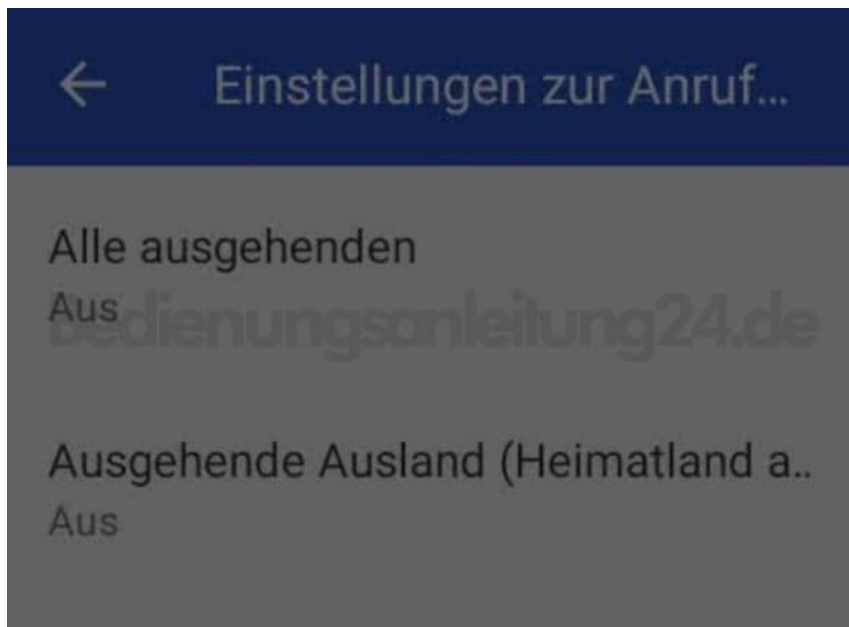 Einstellungen zur Anruf...
Alle ausgehenden
Aus
Bedienungsanleitung24.de
Ausgehende Ausland (Heimatland a..
Aus